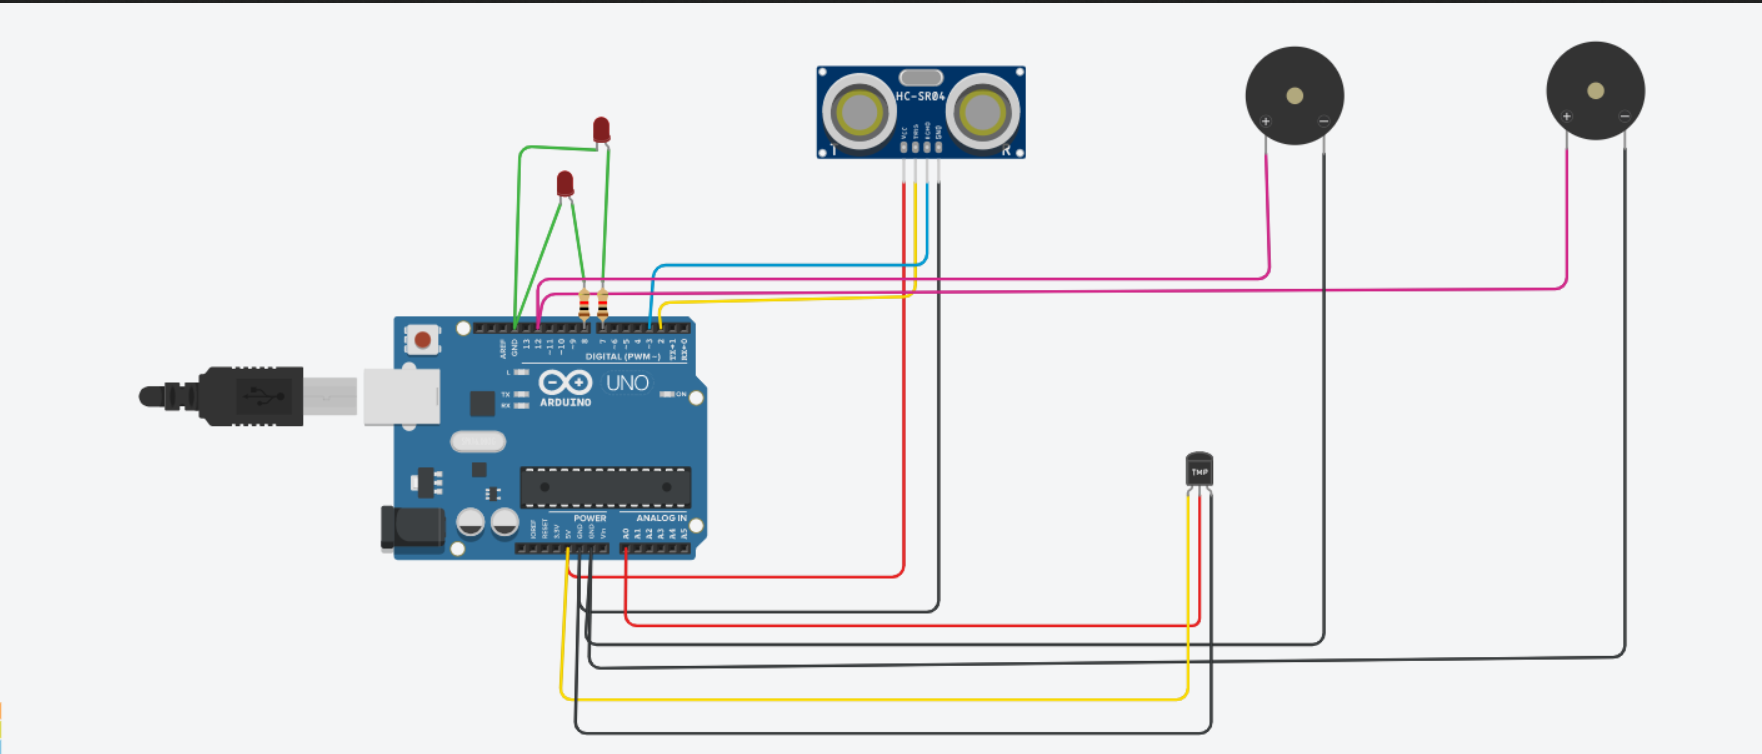 HC-SR04
VCC
TRIG
ECHO
GND
T
R
+
−
+
−
AREF
GND
13
12
~11
~10
~9
8
7
~6
~5
4
~3
2
TX→1
RX←0
DIGITAL (PWM~)
L
TX
RX
ARDUINO
UNO
ON
TMP
POWER
ANALOG IN
IOREF
RESET
3.3V
5V
GND
GND
Vin
A0
A1
A2
A3
A4
A5